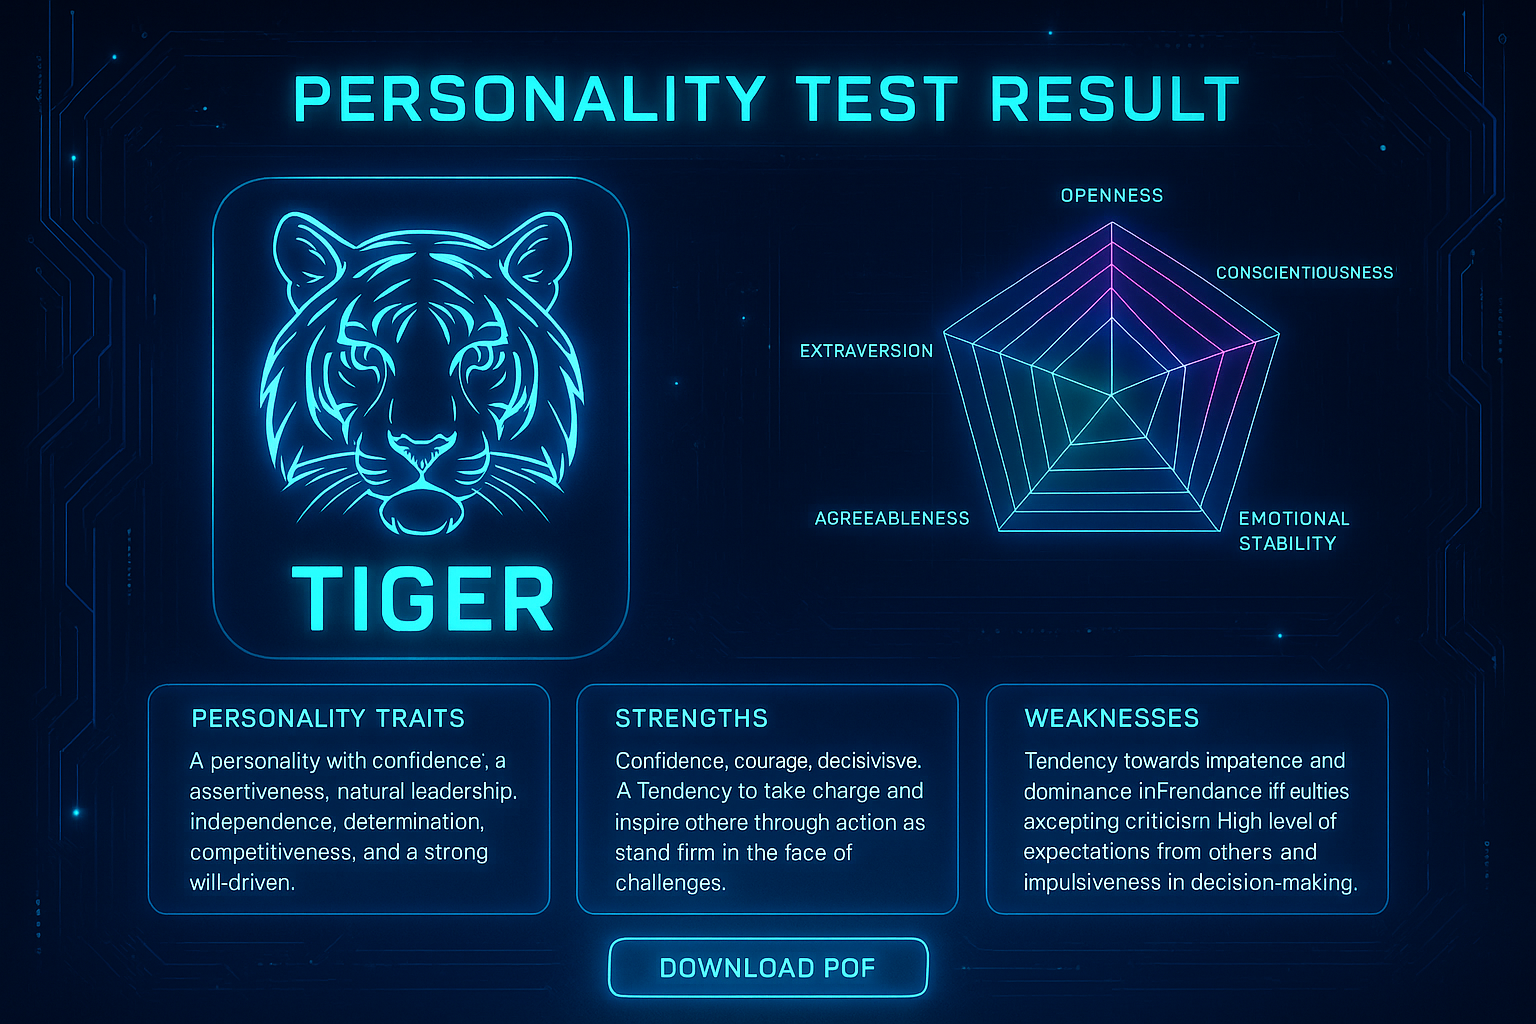 PERSONALITY TEST RESULT
TIGER
OPENNESS
CONSCIENTIOUSNESS
EXTRAVERSION
AGREEABLENESS
EMOTIONAL
STABILITY
PERSONALITY TRAITS
A personality with confidence', a
assertiveness, natural leadership.
independence, determination,
competitiveness, and a strong
will-driven.
STRENGTHS
Confidence, courage, decisivisve.
A Tendency to take charge and
inspire othere through action as
stand firm in the face of
challenges.
WEAKNESSES
Tendency towards impatence and
dominance inFrendance iff eulties
axcepting criticisrn High level of
expectations from others and
impulsiveness in decision-making.
DOWNLOAD POF